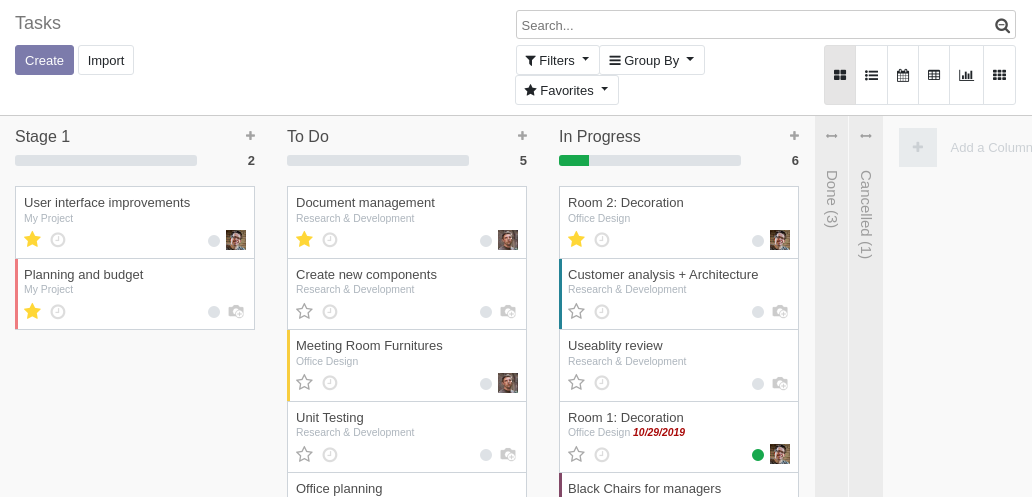 Tasks
Search...
Create
Import
Filters
Group By
Favorites
Stage 1
2
User interface improvements
My Project
Planning and budget
My Project
To Do
5
Document management
Research & Development
Create new components
Research & Development
Meeting Room Furnitures
Office Design
Unit Testing
Research & Development
Office planning
In Progress
6
Room 2: Decoration
Office Design
Customer analysis + Architecture
Research & Development
Useablity review
Research & Development
Room 1: Decoration
Office Design 10/29/2019
Black Chairs for managers
Done (3)
Cancelled (1)
Add a Column